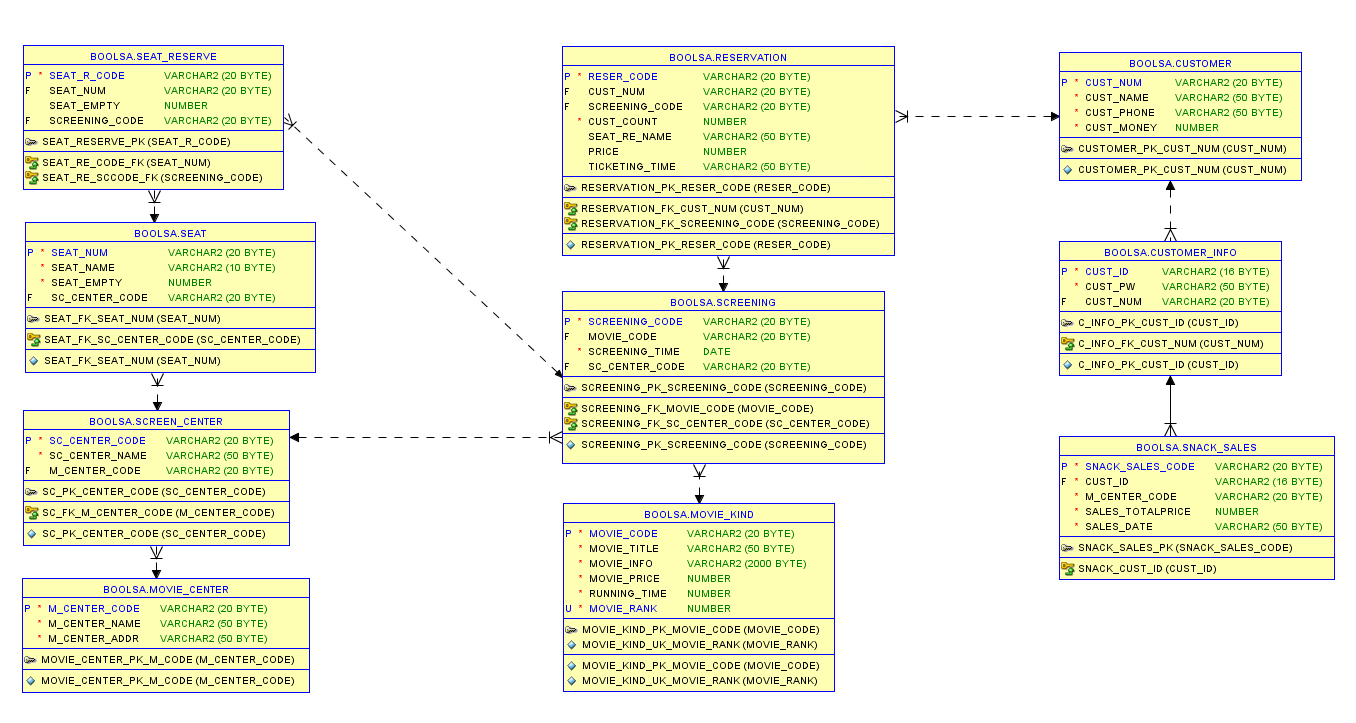 BOOLSA.SEAT_RESERVE
P * SEAT_R_CODE VARCHAR2 (20 BYTE)
F SEAT_NUM VARCHAR2 (20 BYTE)
SEAT_EMPTY NUMBER
F SCREENING_CODE VARCHAR2 (20 BYTE)
SEAT_RESERVE_PK (SEAT_R_CODE)
SEAT_RE_CODE_FK (SEAT_NUM)
SEAT_RE_SCCODE_FK (SCREENING_CODE)
BOOLSA.SEAT
P * SEAT_NUM VARCHAR2 (20 BYTE)
* SEAT_NAME VARCHAR2 (10 BYTE)
* SEAT_EMPTY NUMBER
F SC_CENTER_CODE VARCHAR2 (20 BYTE)
SEAT_FK_SEAT_NUM (SEAT_NUM)
SEAT_FK_SC_CENTER_CODE (SC_CENTER_CODE)
SEAT_FK_SEAT_NUM (SEAT_NUM)
BOOLSA.SCREEN_CENTER
P * SC_CENTER_CODE VARCHAR2 (20 BYTE)
* SC_CENTER_NAME VARCHAR2 (50 BYTE)
F M_CENTER_CODE VARCHAR2 (20 BYTE)
SC_PK_CENTER_CODE (SC_CENTER_CODE)
SC_FK_M_CENTER_CODE (M_CENTER_CODE)
SC_PK_CENTER_CODE (SC_CENTER_CODE)
BOOLSA.MOVIE_CENTER
P * M_CENTER_CODE VARCHAR2 (20 BYTE)
* M_CENTER_NAME VARCHAR2 (50 BYTE)
* M_CENTER_ADDR VARCHAR2 (50 BYTE)
MOVIE_CENTER_PK_M_CODE (M_CENTER_CODE)
MOVIE_CENTER_PK_M_CODE (M_CENTER_CODE)
BOOLSA.RESERVATION
P * RESER_CODE VARCHAR2 (20 BYTE)
F CUST_NUM VARCHAR2 (20 BYTE)
F SCREENING_CODE VARCHAR2 (20 BYTE)
* CUST_COUNT NUMBER
SEAT_RE_NAME VARCHAR2 (50 BYTE)
PRICE NUMBER
TICKETING_TIME VARCHAR2 (50 BYTE)
RESERVATION_PK_RESER_CODE (RESER_CODE)
RESERVATION_FK_CUST_NUM (CUST_NUM)
RESERVATION_FK_SCREENING_CODE (SCREENING_CODE)
RESERVATION_PK_RESER_CODE (RESER_CODE)
BOOLSA.SCREENING
P * SCREENING_CODE VARCHAR2 (20 BYTE)
F MOVIE_CODE VARCHAR2 (20 BYTE)
* SCREENING_TIME DATE
F SC_CENTER_CODE VARCHAR2 (20 BYTE)
SCREENING_PK_SCREENING_CODE (SCREENING_CODE)
SCREENING_FK_MOVIE_CODE (MOVIE_CODE)
SCREENING_FK_SC_CENTER_CODE (SC_CENTER_CODE)
SCREENING_PK_SCREENING_CODE (SCREENING_CODE)
BOOLSA.MOVIE_KIND
P * MOVIE_CODE VARCHAR2 (20 BYTE)
* MOVIE_TITLE VARCHAR2 (50 BYTE)
* MOVIE_INFO VARCHAR2 (2000 BYTE)
* MOVIE_PRICE NUMBER
* RUNNING_TIME NUMBER
U * MOVIE_RANK NUMBER
MOVIE_KIND_PK_MOVIE_CODE (MOVIE_CODE)
MOVIE_KIND_UK_MOVIE_RANK (MOVIE_RANK)
MOVIE_KIND_PK_MOVIE_CODE (MOVIE_CODE)
MOVIE_KIND_UK_MOVIE_RANK (MOVIE_RANK)
BOOLSA.CUSTOMER
P * CUST_NUM VARCHAR2 (20 BYTE)
* CUST_NAME VARCHAR2 (50 BYTE)
* CUST_PHONE VARCHAR2 (50 BYTE)
* CUST_MONEY NUMBER
CUSTOMER_PK_CUST_NUM (CUST_NUM)
CUSTOMER_PK_CUST_NUM (CUST_NUM)
BOOLSA.CUSTOMER_INFO
P * CUST_ID VARCHAR2 (16 BYTE)
* CUST_PW VARCHAR2 (50 BYTE)
F CUST_NUM VARCHAR2 (20 BYTE)
C_INFO_PK_CUST_ID (CUST_ID)
C_INFO_FK_CUST_NUM (CUST_NUM)
C_INFO_PK_CUST_ID (CUST_ID)
BOOLSA.SNACK_SALES
P * SNACK_SALES_CODE VARCHAR2 (20 BYTE)
F * CUST_ID VARCHAR2 (16 BYTE)
* M_CENTER_CODE VARCHAR2 (20 BYTE)
* SALES_TOTALPRICE NUMBER
* SALES_DATE VARCHAR2 (50 BYTE)
SNACK_SALES_PK (SNACK_SALES_CODE)
SNACK_CUST_ID (CUST_ID)